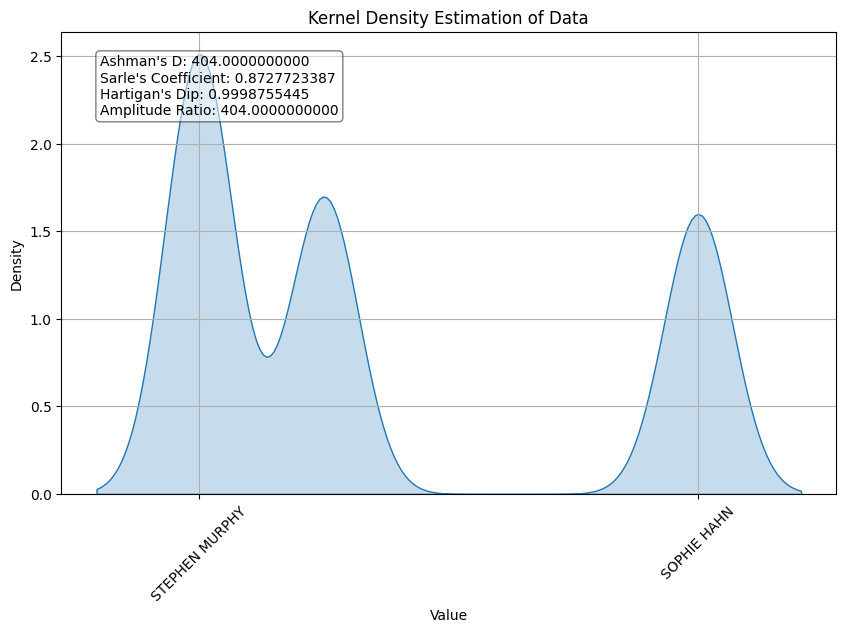 Kernel Density Estimation of Data
Ashman's D: 404.0000000000
Sarle's Coefficient: 0.8727723387
Hartigan's Dip: 0.9998755445
Amplitude Ratio: 404.0000000000
Density
2.5
2.0
1.5
1.0
0.5
0.0
STEPHEN MURPHY
SOPHIE HAHN
Value